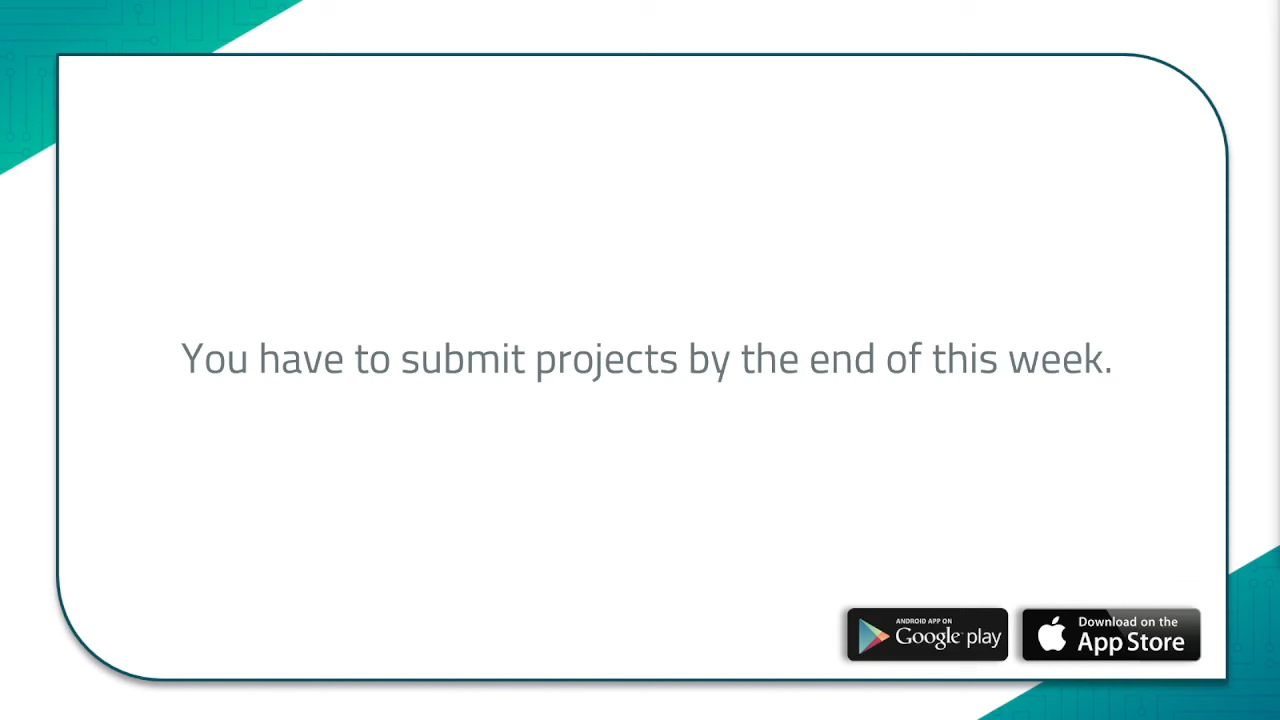 You have to submit projects by the end of this week.
ANDROID APP ON
Google play
Download on the
App Store